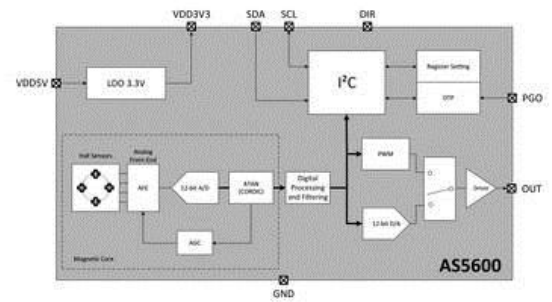 VDD3V3
SDA
SCL
DIR
VDD5V
LDO 3.3V
I²C
Register Setting
OTP
PGO
Hall Sensors
Analog
Front-End
AFE
12-bit A/D
ATAN
(CORDIC)
Digital
Processing
and Filtering
PWM
Driver
OUT
12-bit D/A
AGC
Magnetic Core
AS5600
GND